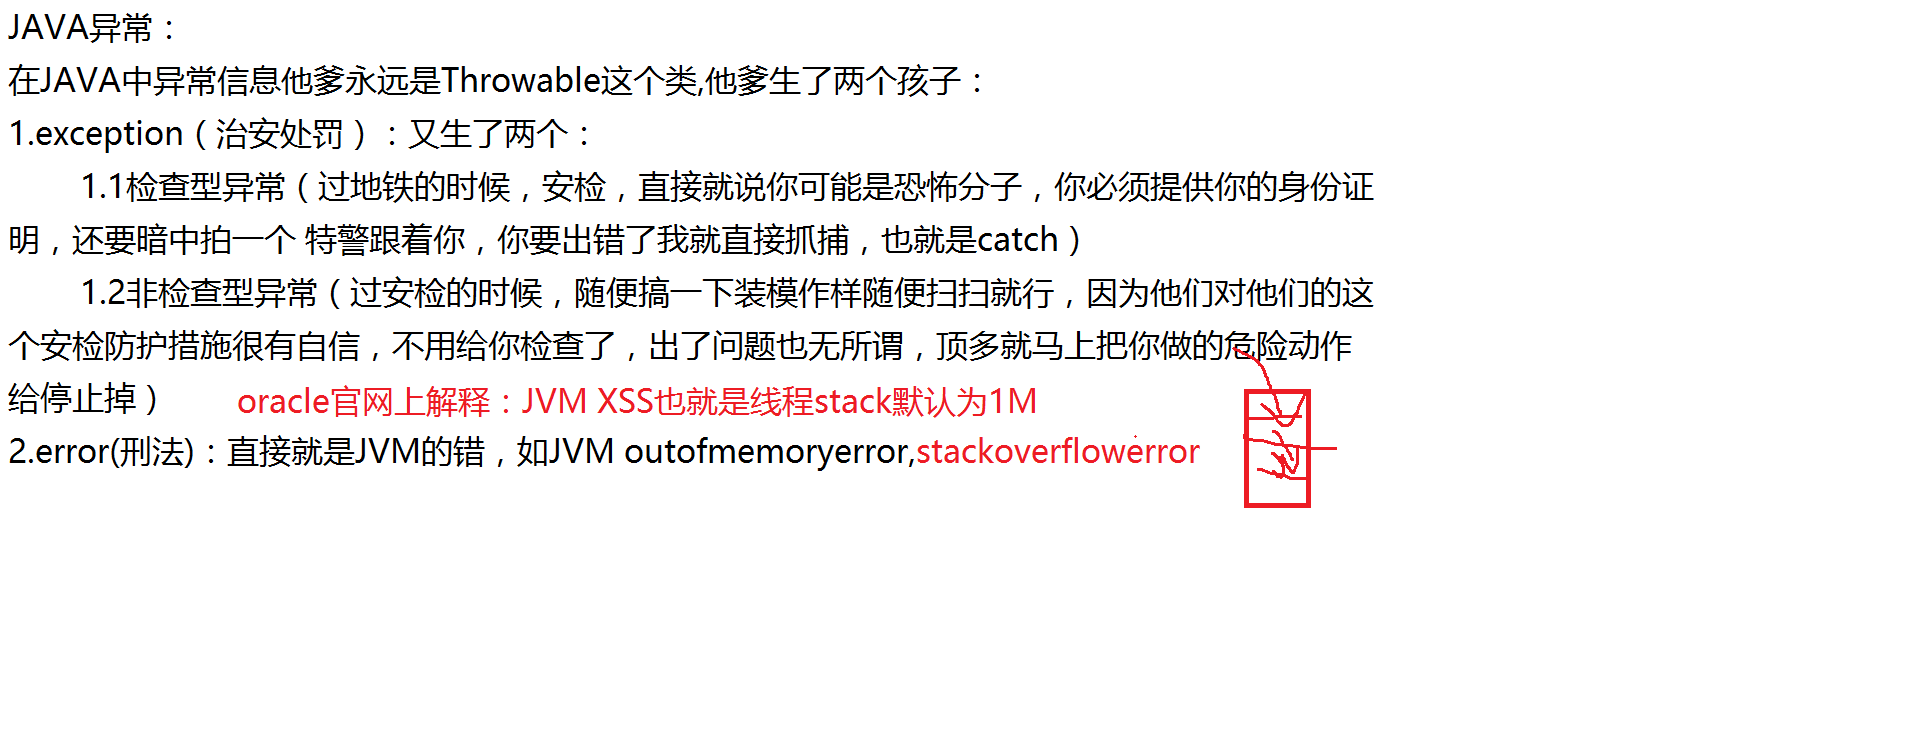 JAVA异常：
在JAVA中异常信息他爹永远是Throwable这个类,他爹生了两个孩子：
1.exception（治安处罚）：又生了两个：
1.1检查型异常（过地铁的时候，安检，直接就说你可能是恐怖分子，你必须提供你的身份证
明，还要暗中拍一个 特警跟着你，你要出错了我就直接抓捕，也就是catch）
1.2非检查型异常（过安检的时候，随便搞一下装模作样随便扫扫就行，因为他们对他们的这
个安检防护措施很有自信，不用给你检查了，出了问题也无所谓，顶多就马上把你做的危险动作
给停止掉）
oracle官网上解释：JVM XSS也就是线程stack默认为1M
2.error(刑法)：直接就是JVM的错，如JVM outofmemoryerror,stackoverflowerror